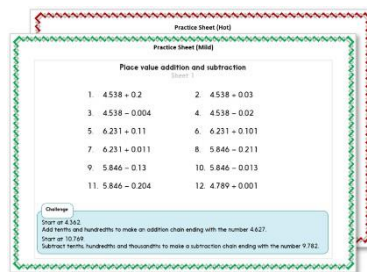 Practice Sheet (Hot)
Practice Sheet (Mild)
Place value addition and subtraction
Sheet 1
1. 4.538 + 0.2 2. 4.538 + 0.03
3. 4.538 – 0.004 4. 4.538 – 0.02
5. 6.231 + 0.11 6. 6.231 + 0.101
7. 6.231 + 0.011 8. 5.846 – 0.211
9. 5.846 – 0.13 10. 5.846 – 0.013
11. 5.846 – 0.204 12. 4.789 + 0.001
Challenge
Start at 4.362.
Add tenths and hundredths to make an addition chain ending with the number 4.627.
Start at 10.769.
Subtract tenths, hundredths and thousandths to make a subtraction chain ending with the number 9.782.